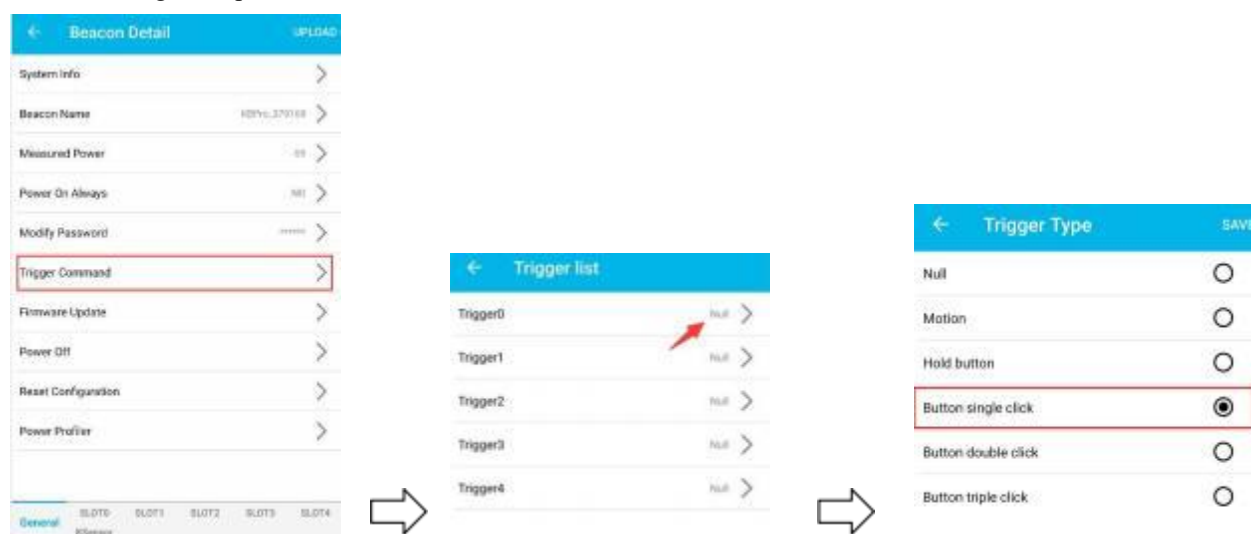 Beacon Detail UPLOAD
System Info
Beacon Name
Measured Power
Power On Always
Modify Password ******
Trigger Command
Firmware Update
Power Off
Reset Configuration
Power Profiler
General SLOT0 SLOT1 SLOT2 SLOT3 SLOT4
KSensor
Trigger list
Trigger0 Null
Trigger1 Null
Trigger2 Null
Trigger3 Null
Trigger4 Null
Trigger Type SAVE
Null
Motion
Hold button
Button single click
Button double click
Button triple click